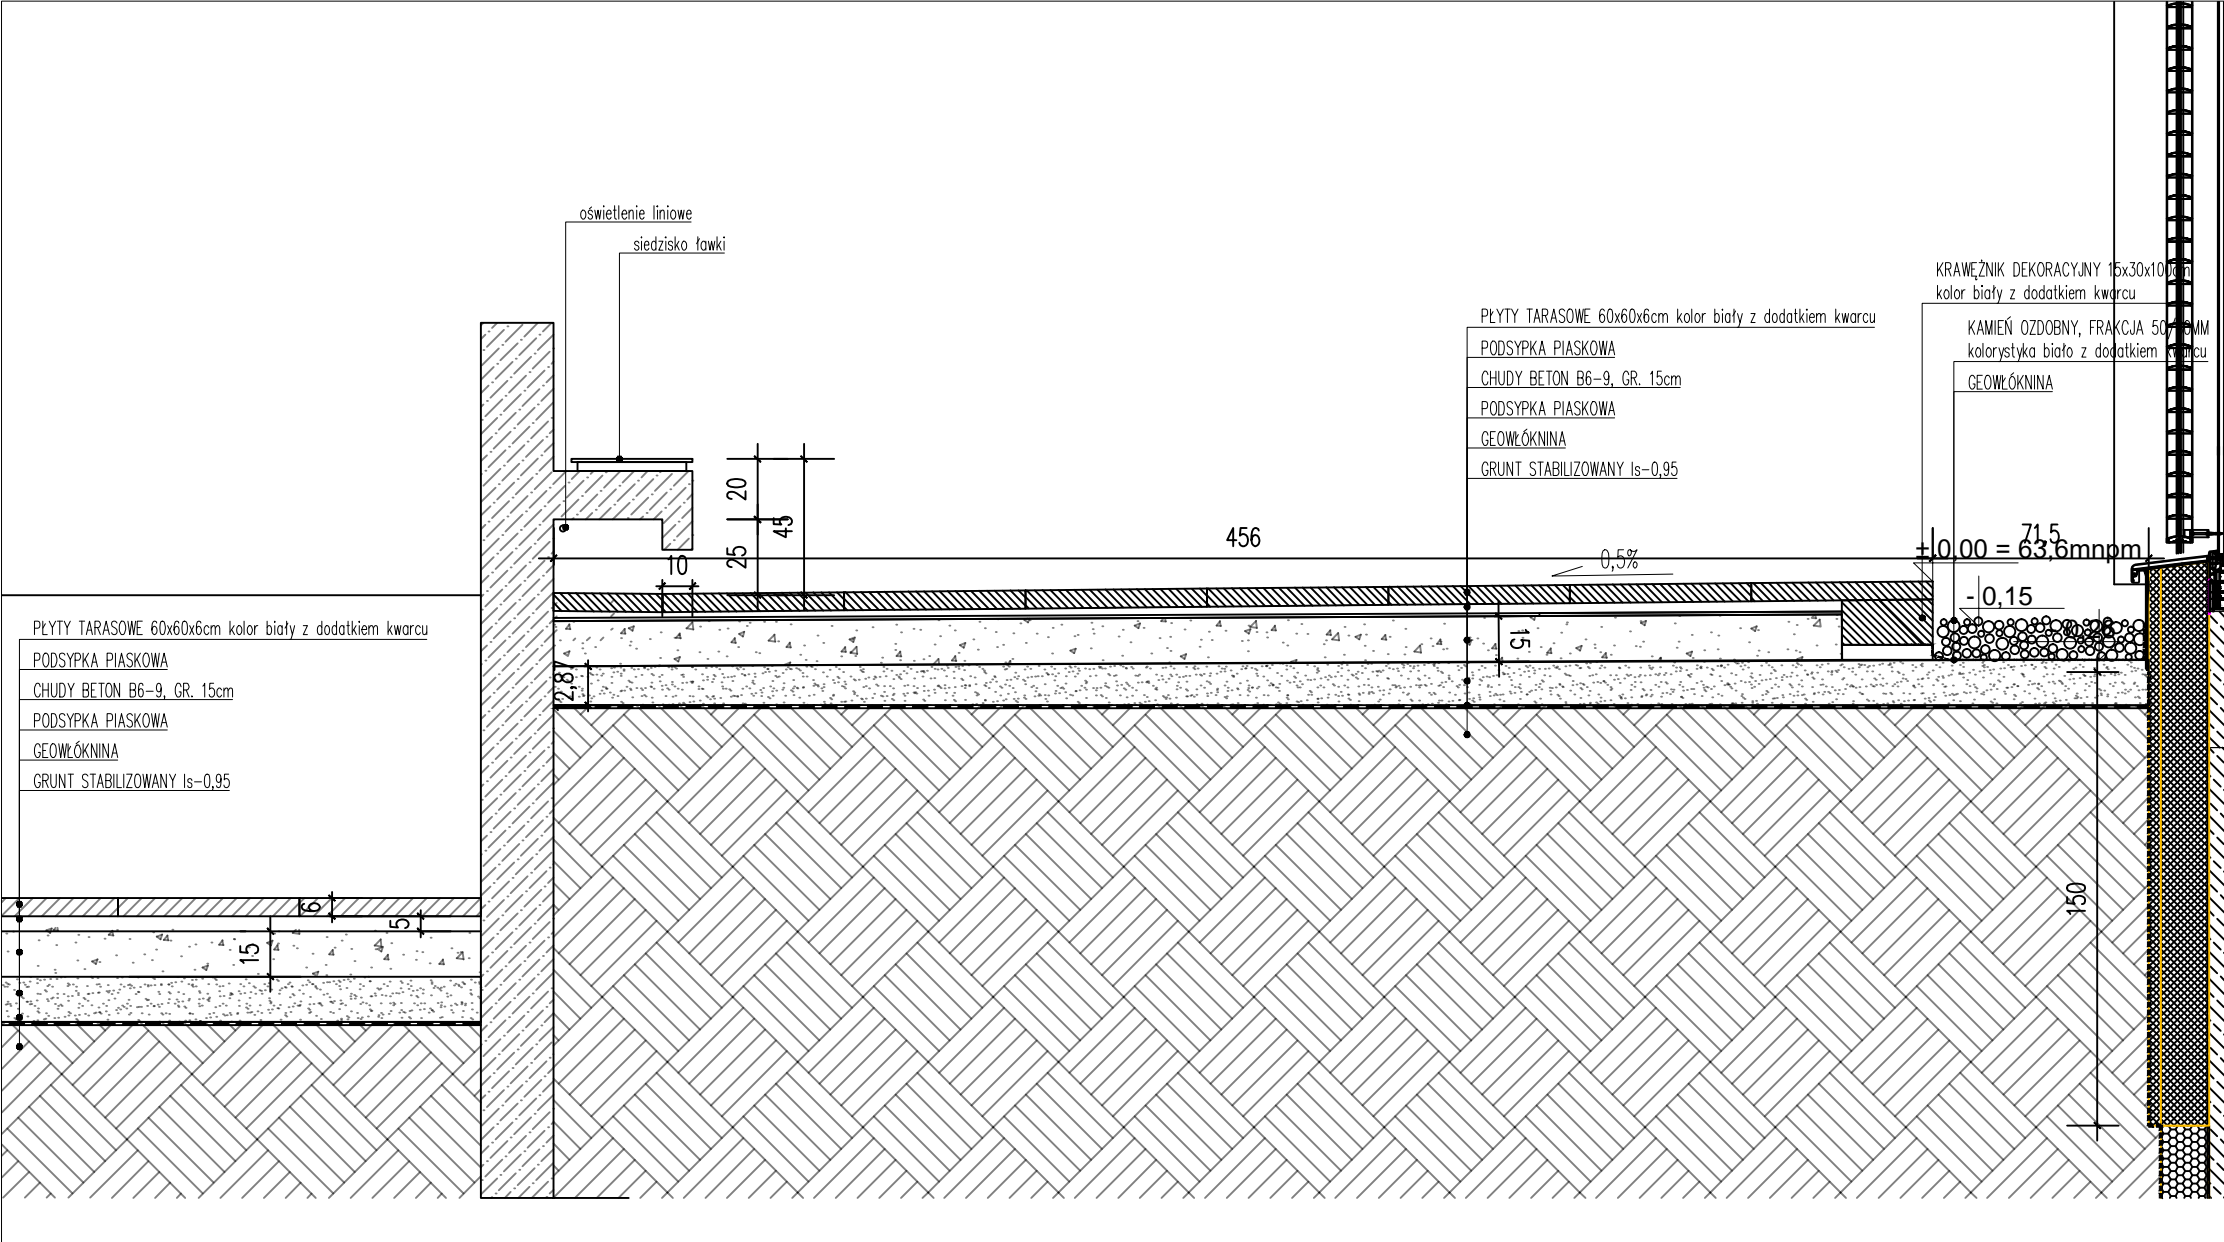 oświetlenie liniowe
siedzisko ławki
KRAWĘŻNIK DEKORACYJNY 15x30x100cm
kolor biały z dodatkiem kwarcu
PŁYTY TARASOWE 60x60x6cm kolor biały z dodatkiem kwarcu
PODSYPKA PIASKOWA
CHUDY BETON B6-9, GR. 15cm
PODSYPKA PIASKOWA
GEOWŁÓKNINA
GRUNT STABILIZOWANY Is-0,95
KAMIEŃ OZDOBNY, FRAKCJA
kolorystyka biało z dodatkiem kwarcu
GEOWŁÓKNINA
20
45
25
10
456
0,5%
71,5
±0,00 = 63,6mnpm
-0,15
15
2,8
150
PŁYTY TARASOWE 60x60x6cm kolor biały z dodatkiem kwarcu
PODSYPKA PIASKOWA
CHUDY BETON B6-9, GR. 15cm
PODSYPKA PIASKOWA
GEOWŁÓKNINA
GRUNT STABILIZOWANY Is-0,95
6
5
15